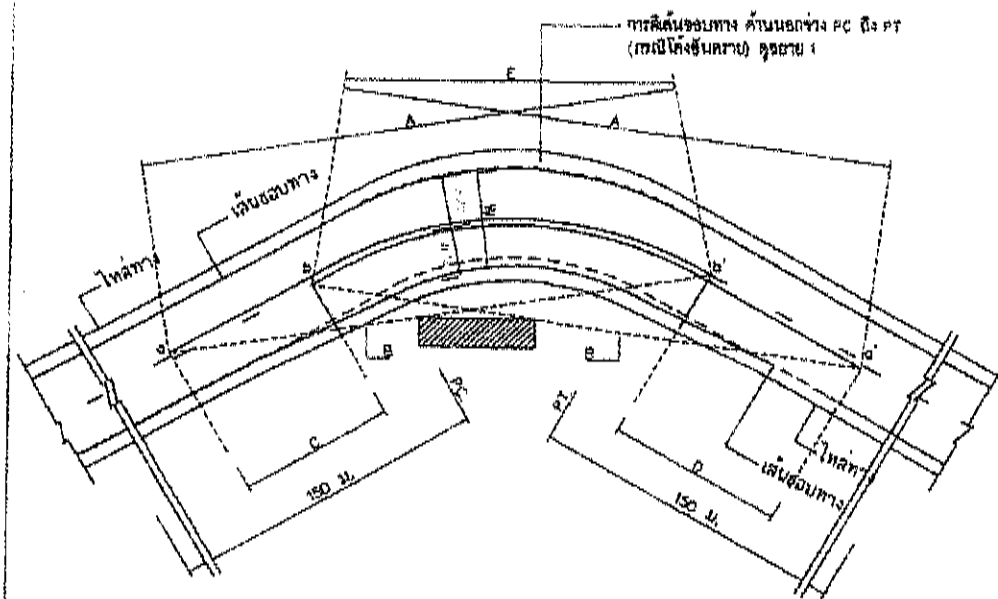 การตีเส้นขอบทาง ด้านนอกช่วง PC ถึง PT
(กรณีโค้งอันตราย) ดูขยาย 1
E
A
A
เส้นขอบทาง
ไหล่ทาง
W
b
b'
a
a'
B
B
PC
PT
C
D
ไหล่ทาง
เส้นขอบทาง
150 ม.
150 ม.